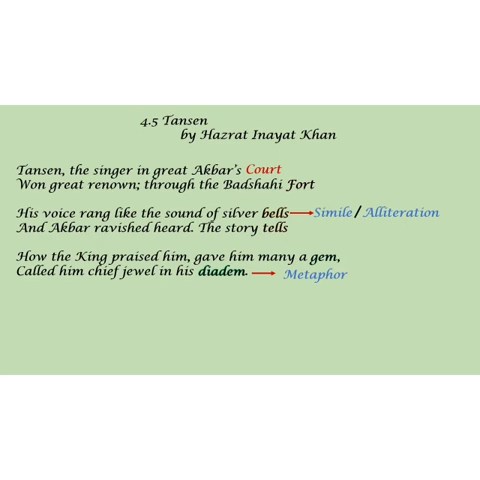 4.5 Tansen
by Hazrat Inayat Khan
Tansen, the singer in great Akbar's Court
Won great renown; through the Badshahi Fort
His voice rang like the sound of silver bells → Simile / Alliteration
And Akbar ravished heard. The story tells
How the King praised him, gave him many a gem,
Called him chief jewel in his diadem. → Metaphor